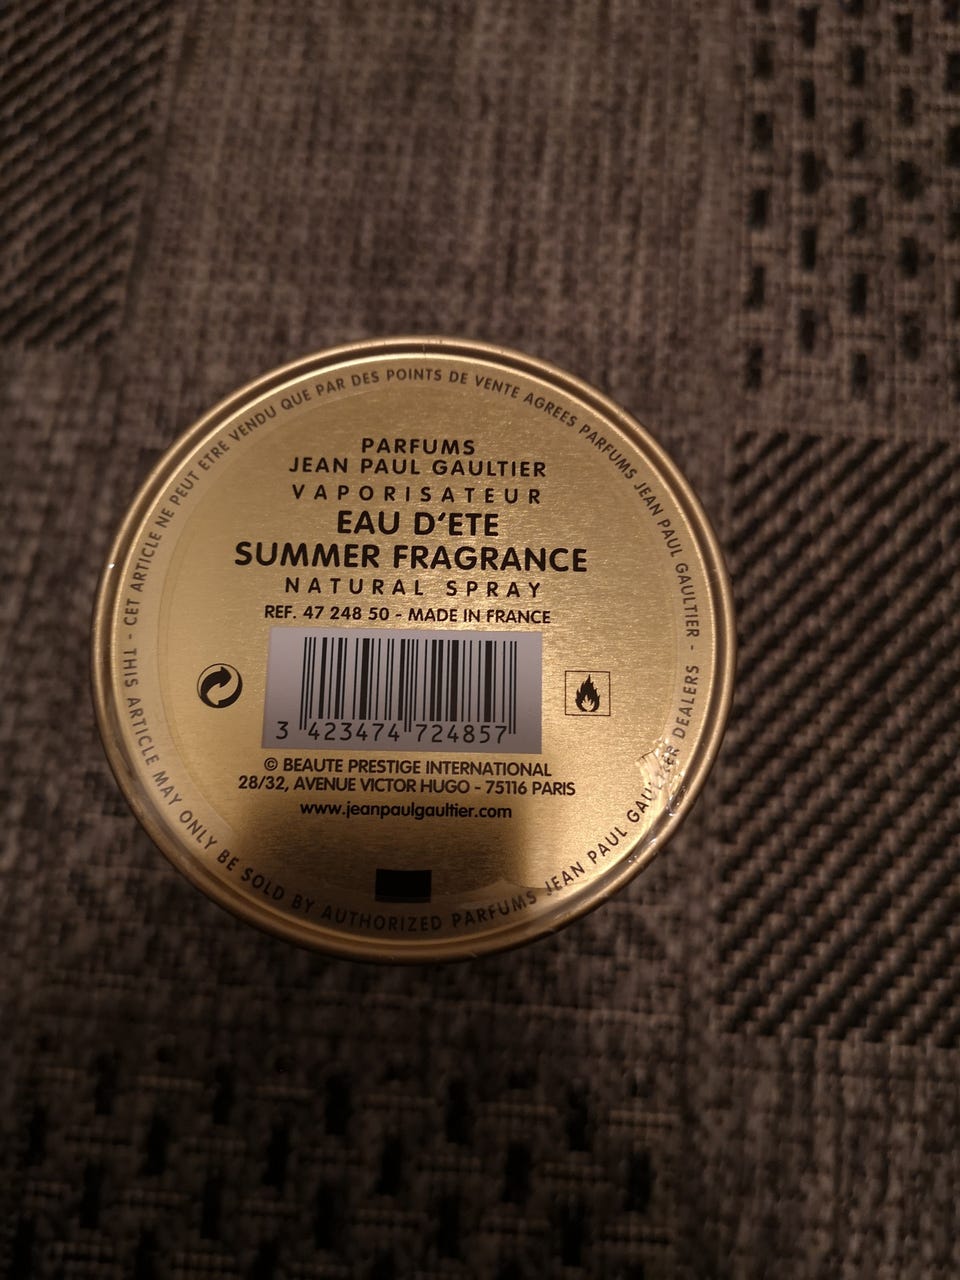 CET ARTICLE NE PEUT ETRE VENDU QUE PAR DES POINTS DE VENTE AGREES PARFUMS JEAN PAUL GAULTIER -
THIS ARTICLE MAY ONLY BE SOLD BY AUTHORIZED PARFUMS JEAN PAUL GAULTIER DEALERS -
PARFUMS
JEAN PAUL GAULTIER
VAPORISATEUR
EAU D'ETE
SUMMER FRAGRANCE
NATURAL SPRAY
REF. 47 248 50 - MADE IN FRANCE
3 423474 724857
© BEAUTE PRESTIGE INTERNATIONAL
28/32, AVENUE VICTOR HUGO - 75116 PARIS
www.jeanpaulgaultier.com